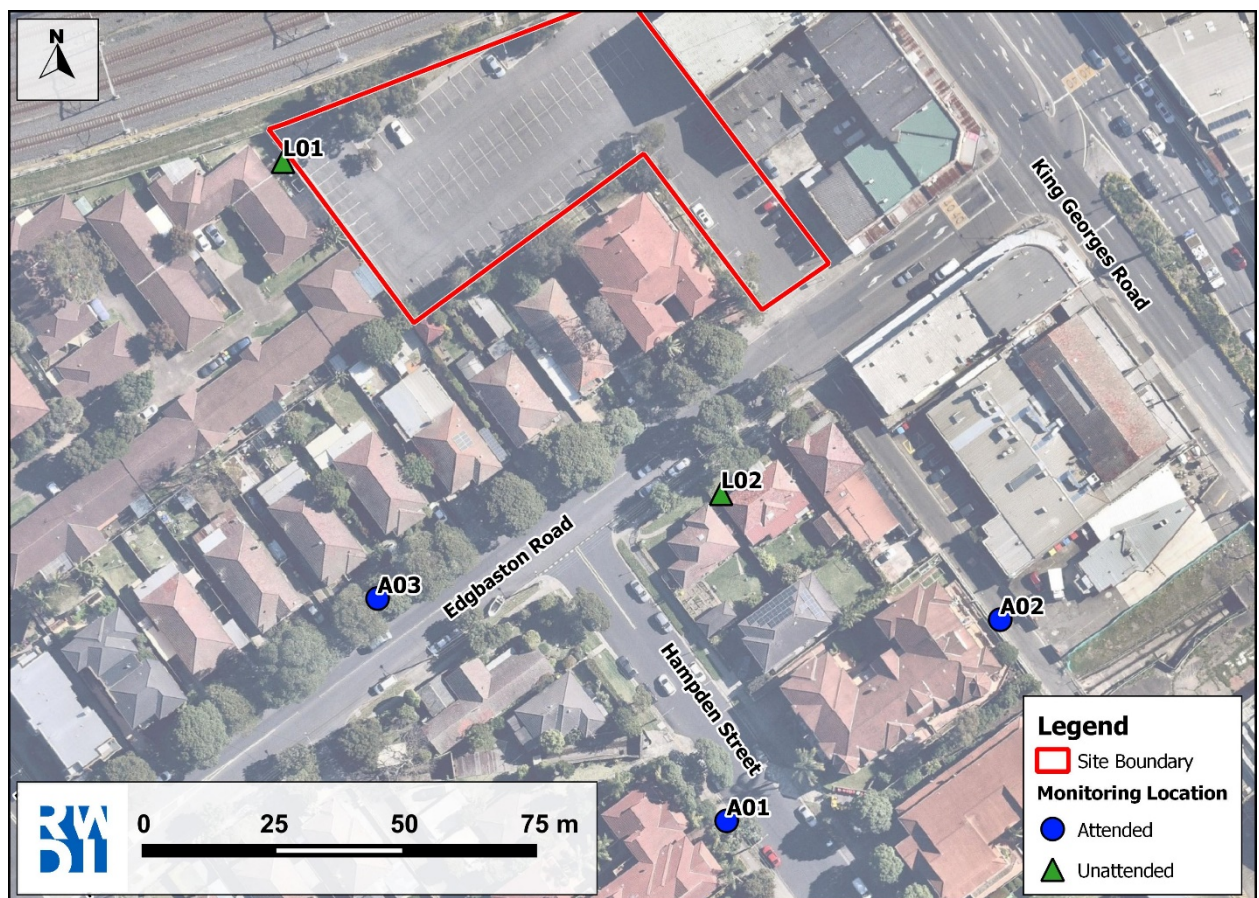 N
L01
King Georges Road
L02
A03
Edgbaston Road
A02
Hampden Street
A01
Legend
Site Boundary
Monitoring Location
Attended
Unattended
RWDI
0 25 50 75 m